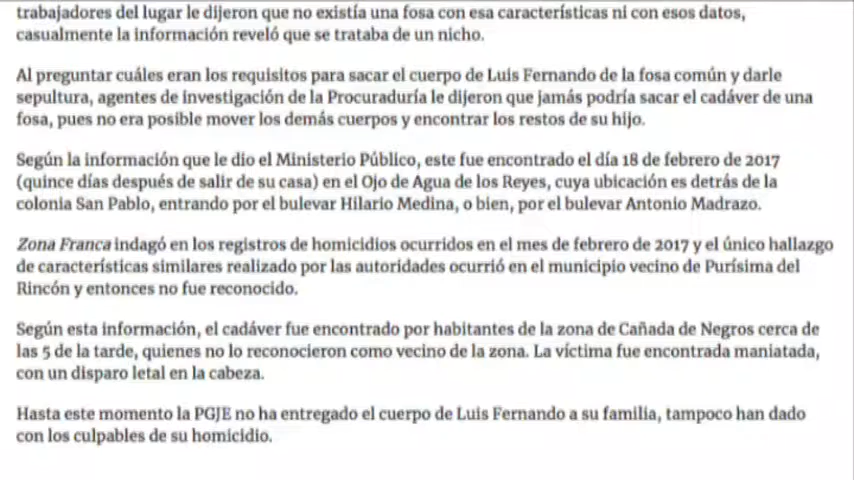 trabajadores del lugar le dijeron que no existía una fosa con esa características ni con esos datos,
casualmente la información reveló que se trataba de un nicho.
Al preguntar cuáles eran los requisitos para sacar el cuerpo de Luis Fernando de la fosa común y darle
sepultura, agentes de investigación de la Procuraduría le dijeron que jamás podría sacar el cadáver de una
fosa, pues no era posible mover los demás cuerpos y encontrar los restos de su hijo.
Según la información que le dio el Ministerio Público, este fue encontrado el día 18 de febrero de 2017
(quince días después de salir de su casa) en el Ojo de Agua de los Reyes, cuya ubicación es detrás de la
colonia San Pablo, entrando por el bulevar Hilario Medina, o bien, por el bulevar Antonio Madrazo.
Zona Franca indagó en los registros de homicidios ocurridos en el mes de febrero de 2017 y el único hallazgo
de características similares realizado por las autoridades ocurrió en el municipio vecino de Purísima del
Rincón y entonces no fue reconocido.
Según esta información, el cadáver fue encontrado por habitantes de la zona de Cañada de Negros cerca de
las 5 de la tarde, quienes no lo reconocieron como vecino de la zona. La víctima fue encontrada maniatada,
con un disparo letal en la cabeza.
Hasta este momento la PGJE no ha entregado el cuerpo de Luis Fernando a su familia, tampoco han dado
con los culpables de su homicidio.